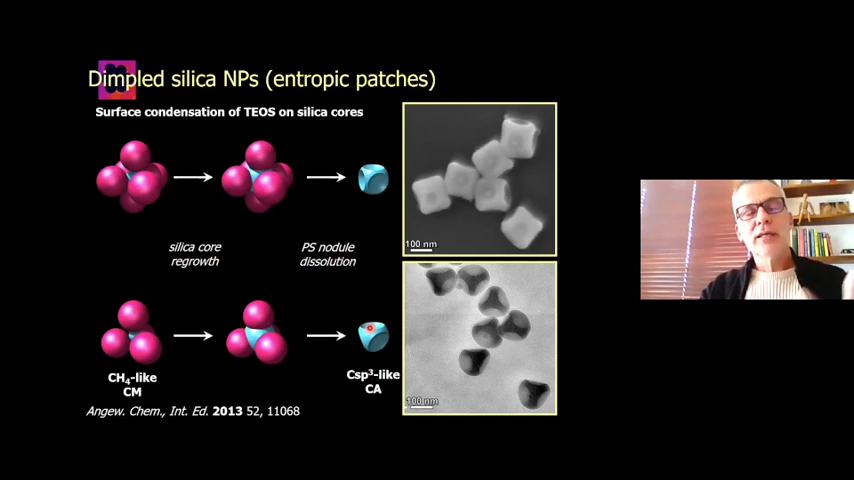 Dimpled silica NPs (entropic patches)
Surface condensation of TEOS on silica cores
silica core
regrowth
PS nodule
dissolution
100 nm
CH₄-like
CM
Csp³-like
CA
100 nm
Angew. Chem., Int. Ed. 2013 52, 11068